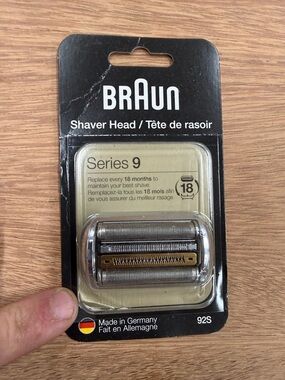 BRAUN
Shaver Head / Tête de rasoir
Series 9
Replace every 18 months to
maintain your best shave.
Remplacez-la tous les 18 mois afin
de vous assurer du meilleur rasage
18
Made in Germany
Fait en Allemagne
92S